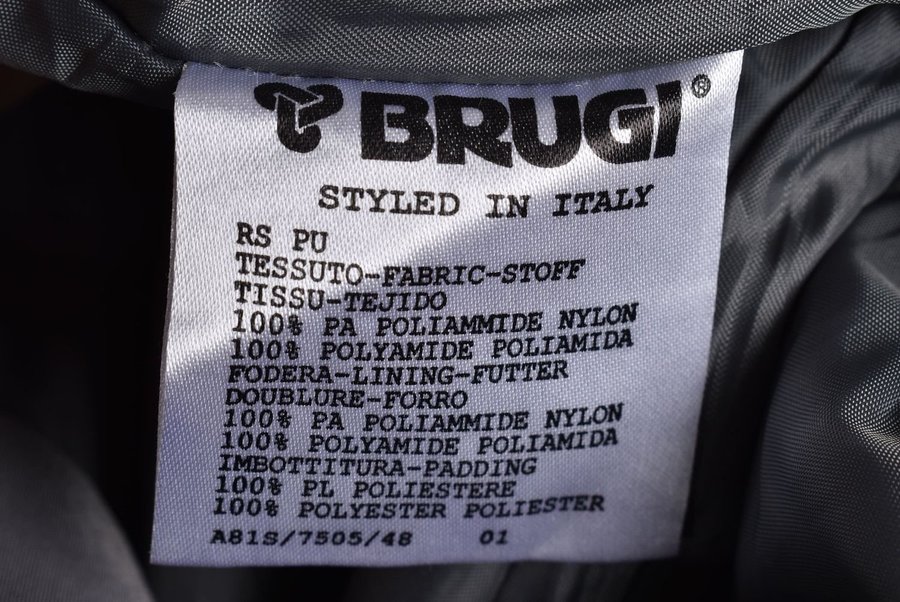 BRUGI®
STYLED IN ITALY
RS PU
TESSUTO-FABRIC-STOFF
TISSU-TEJIDO
100% PA POLIAMMIDE NYLON
100% POLYAMIDE POLIAMIDA
FODERA-LINING-FUTTER
DOUBLURE-FORRO
100% PA POLIAMMIDE NYLON
100% POLYAMIDE POLIAMIDA
IMBOTTITURA-PADDING
100% PL POLIESTERE
100% POLYESTER POLIESTER
A81S/7505/48 01